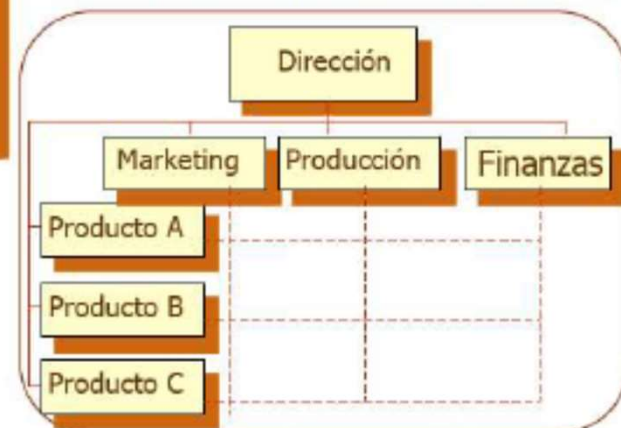 Dirección
Marketing
Producción
Finanzas
Producto A
Producto B
Producto C